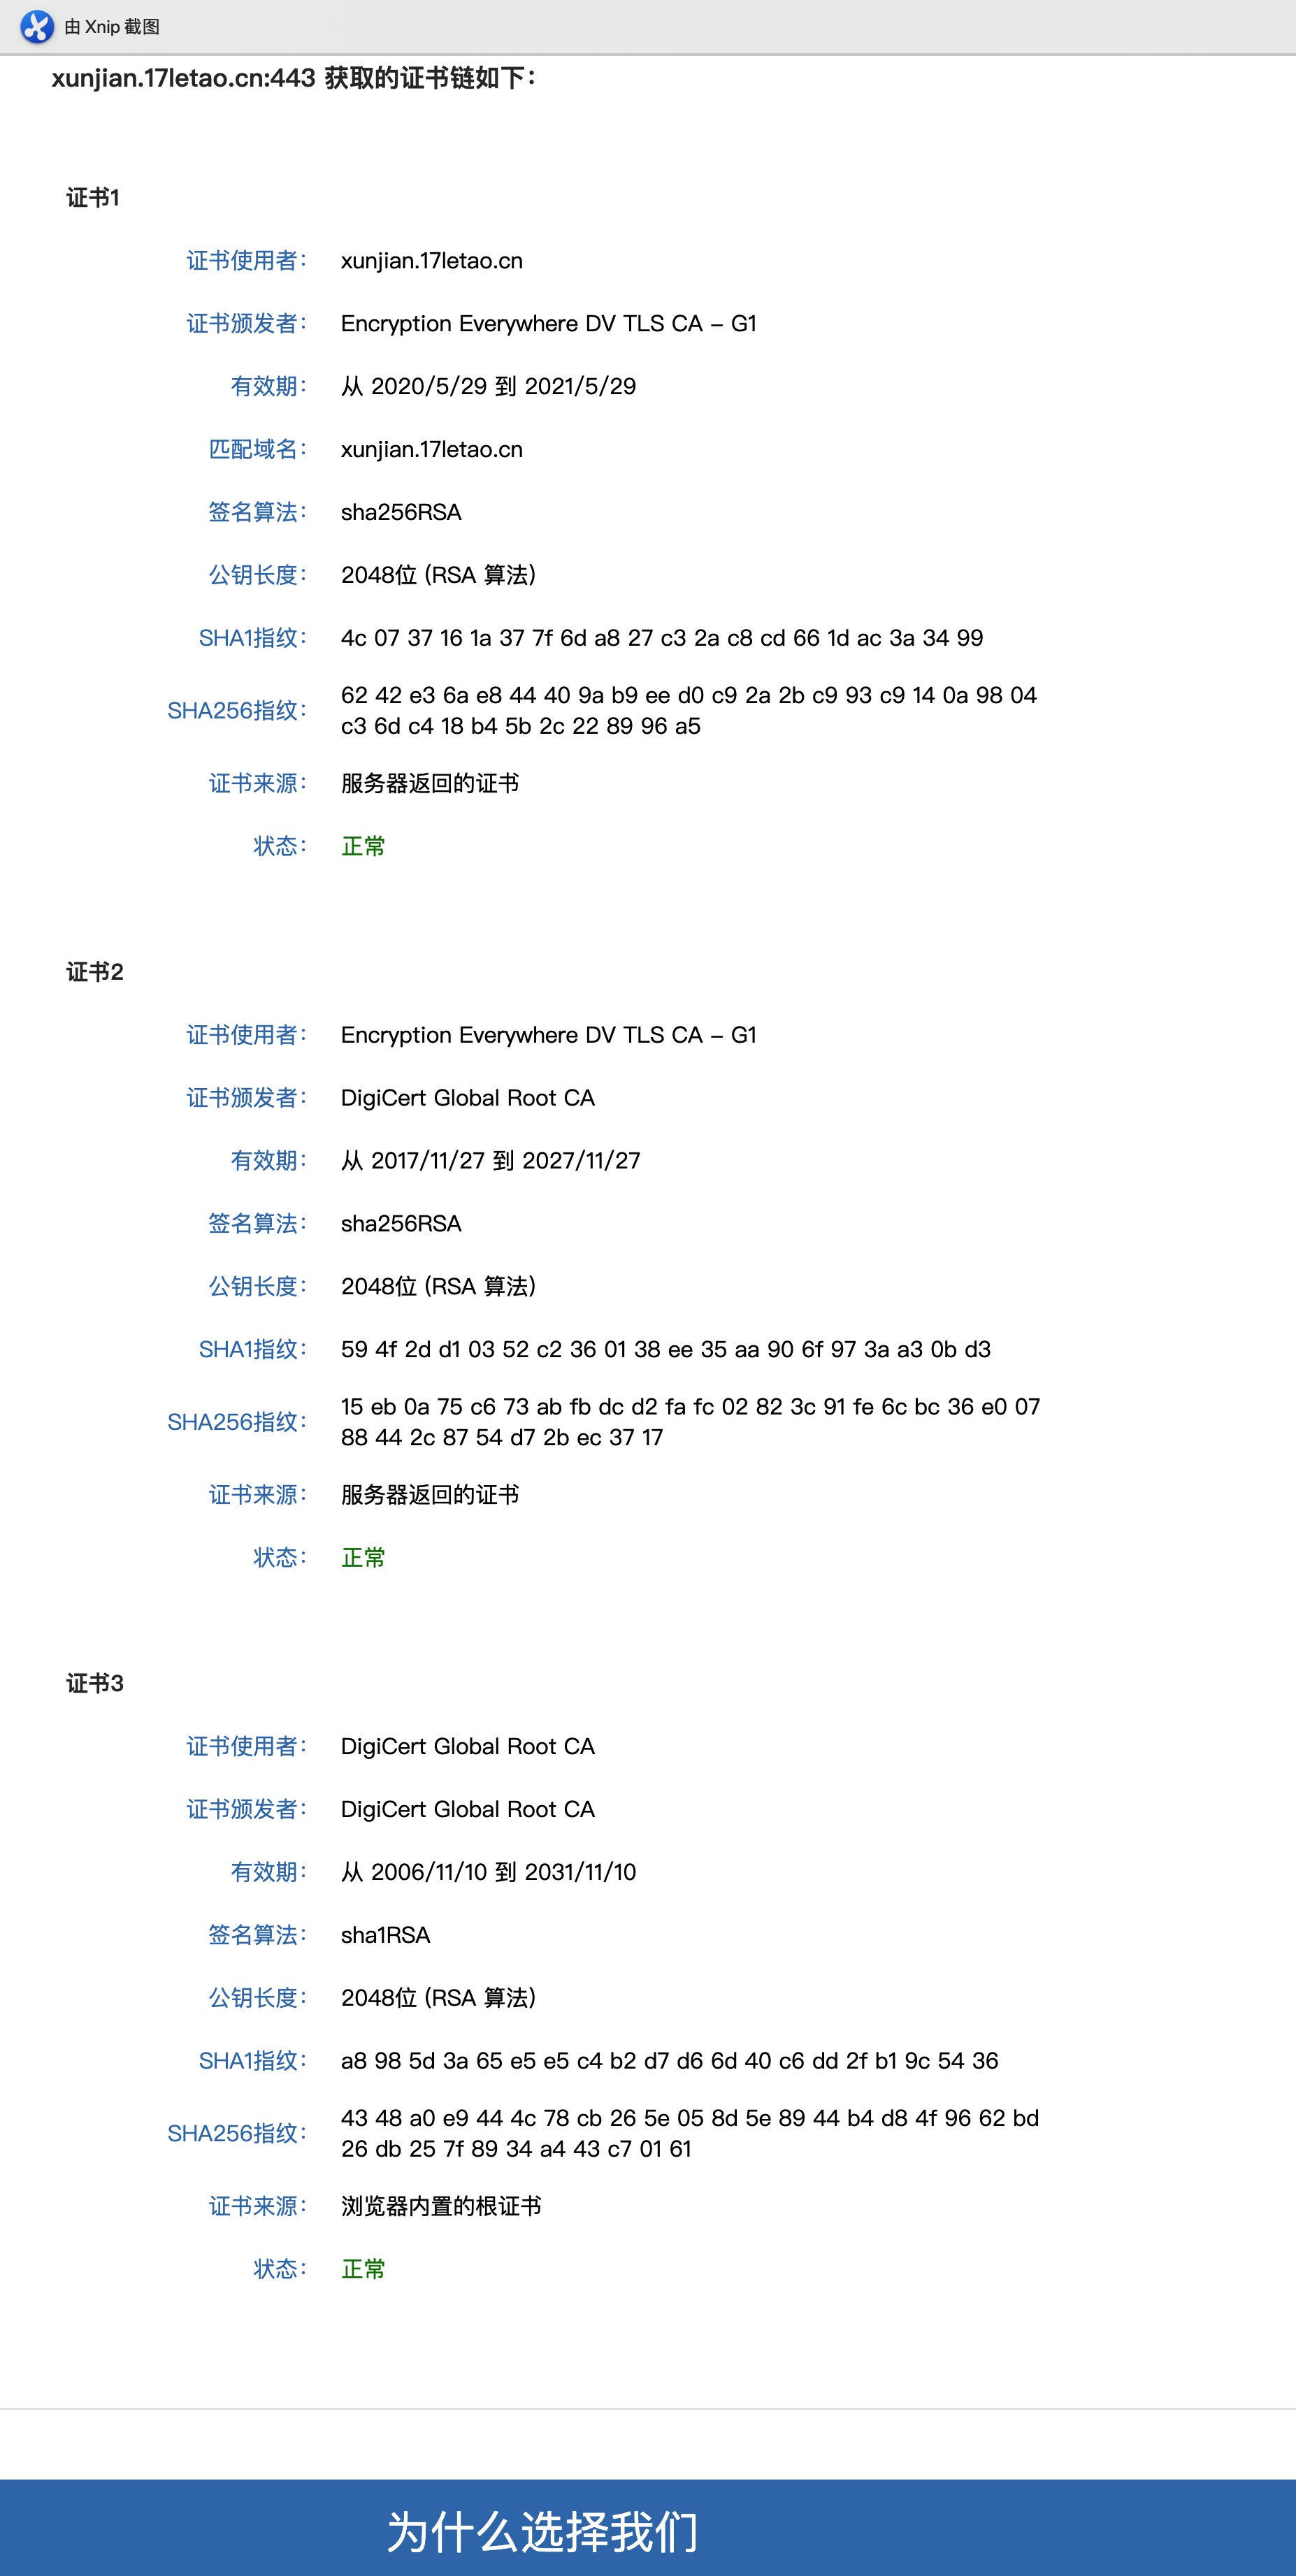 由 Xnip 截图
xunjian.17letao.cn:443 获取的证书链如下：
证书1
证书使用者： xunjian.17letao.cn
证书颁发者： Encryption Everywhere DV TLS CA – G1
有效期： 从 2020/5/29 到 2021/5/29
匹配域名： xunjian.17letao.cn
签名算法： sha256RSA
公钥长度： 2048位 (RSA 算法)
SHA1指纹： 4c 07 37 16 1a 37 7f 6d a8 27 c3 2a c8 cd 66 1d ac 3a 34 99
SHA256指纹： 62 42 e3 6a e8 44 40 9a b9 ee d0 c9 2a 2b c9 93 c9 14 0a 98 04
c3 6d c4 18 b4 5b 2c 22 89 96 a5
证书来源： 服务器返回的证书
状态： 正常
证书2
证书使用者： Encryption Everywhere DV TLS CA – G1
证书颁发者： DigiCert Global Root CA
有效期： 从 2017/11/27 到 2027/11/27
签名算法： sha256RSA
公钥长度： 2048位 (RSA 算法)
SHA1指纹： 59 4f 2d d1 03 52 c2 36 01 38 ee 35 aa 90 6f 97 3a a3 0b d3
SHA256指纹： 15 eb 0a 75 c6 73 ab fb dc d2 fa fc 02 82 3c 91 fe 6c bc 36 e0 07
88 44 2c 87 54 d7 2b ec 37 17
证书来源： 服务器返回的证书
状态： 正常
证书3
证书使用者： DigiCert Global Root CA
证书颁发者： DigiCert Global Root CA
有效期： 从 2006/11/10 到 2031/11/10
签名算法： sha1RSA
公钥长度： 2048位 (RSA 算法)
SHA1指纹： a8 98 5d 3a 65 e5 e5 c4 b2 d7 d6 6d 40 c6 dd 2f b1 9c 54 36
SHA256指纹： 43 48 a0 e9 44 4c 78 cb 26 5e 05 8d 5e 89 44 b4 d8 4f 96 62 bd
26 db 25 7f 89 34 a4 43 c7 01 61
证书来源： 浏览器内置的根证书
状态： 正常
为什么选择我们